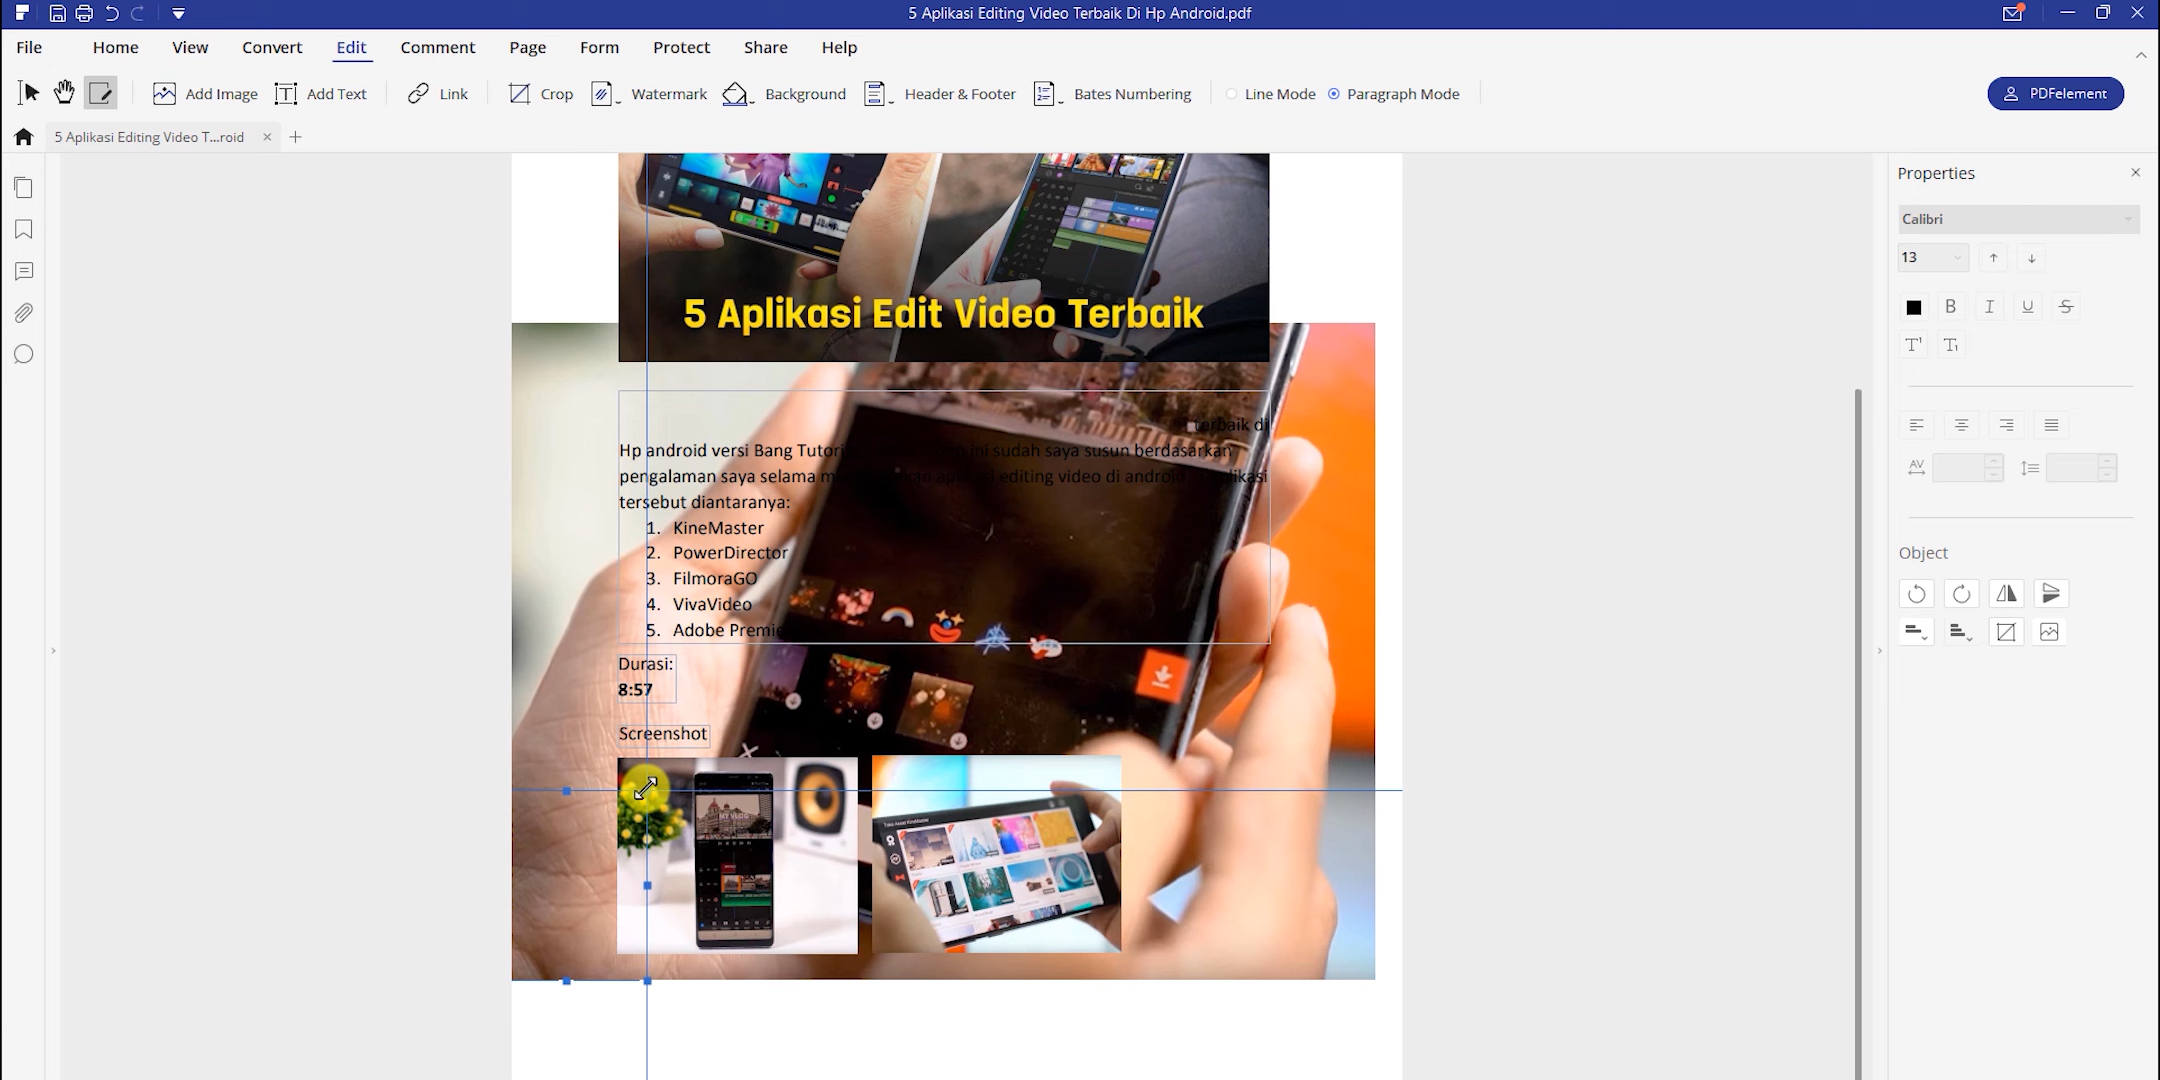 5 Aplikasi Editing Video Terbaik Di Hp Android.pdf
File Home View Convert Edit Comment Page Form Protect Share Help
Add Image Add Text Link Crop Watermark Background Header & Footer Bates Numbering Line Mode Paragraph Mode PDFelement
5 Aplikasi Editing Video T...roid
Properties
Calibri
13
B I U S
AV
Object
5 Aplikasi Edit Video Terbaik
terbaik di
Hp android versi Bang Tutori ini sudah saya susun berdasarkan
pengalaman saya selama editing video di android
tersebut diantaranya:
1. KineMaster
2. PowerDirector
3. FilmoraGO
4. VivaVideo
5. Adobe Premie
Durasi:
8:57
Screenshot
MY VLOG